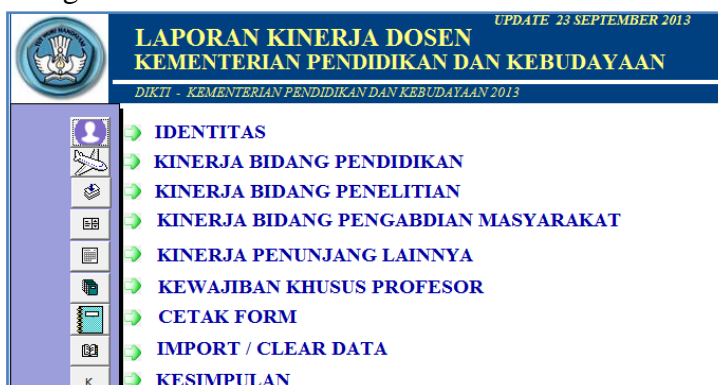 UPDATE 23 SEPTEMBER 2013
LAPORAN KINERJA DOSEN
KEMENTERIAN PENDIDIKAN DAN KEBUDAYAAN
DIKTI - KEMENTERIAN PENDIDIKAN DAN KEBUDAYAAN 2013
IDENTITAS
KINERJA BIDANG PENDIDIKAN
KINERJA BIDANG PENELITIAN
KINERJA BIDANG PENGABDIAN MASYARAKAT
KINERJA PENUNJANG LAINNYA
KEWAJIBAN KHUSUS PROFESOR
CETAK FORM
IMPORT / CLEAR DATA
K KESIMPULAN